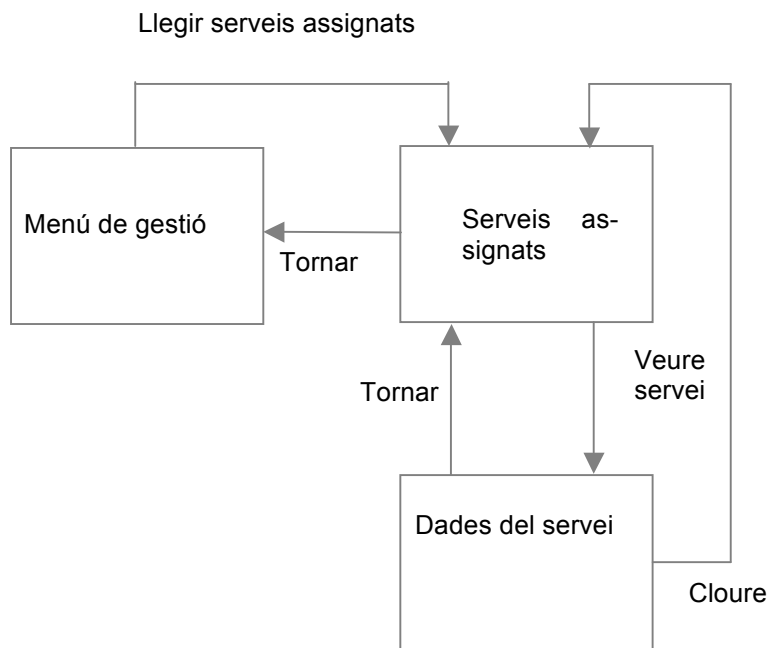 Llegir serveis assignats
Menú de gestió
Serveis as-
signats
Tornar
Veure
servei
Tornar
Dades del servei
Cloure